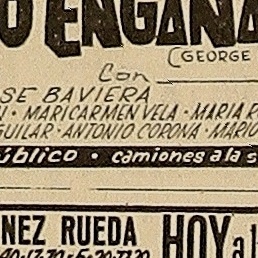 O ENGAÑA
(GEORGE
Con
SE BAVIERA
MARICARMEN VELA · MARIA R
GUILAR · ANTONIO CORONA · MARIO
ÚBLICO • camiones a la s
NEZ RUEDA HOY a l